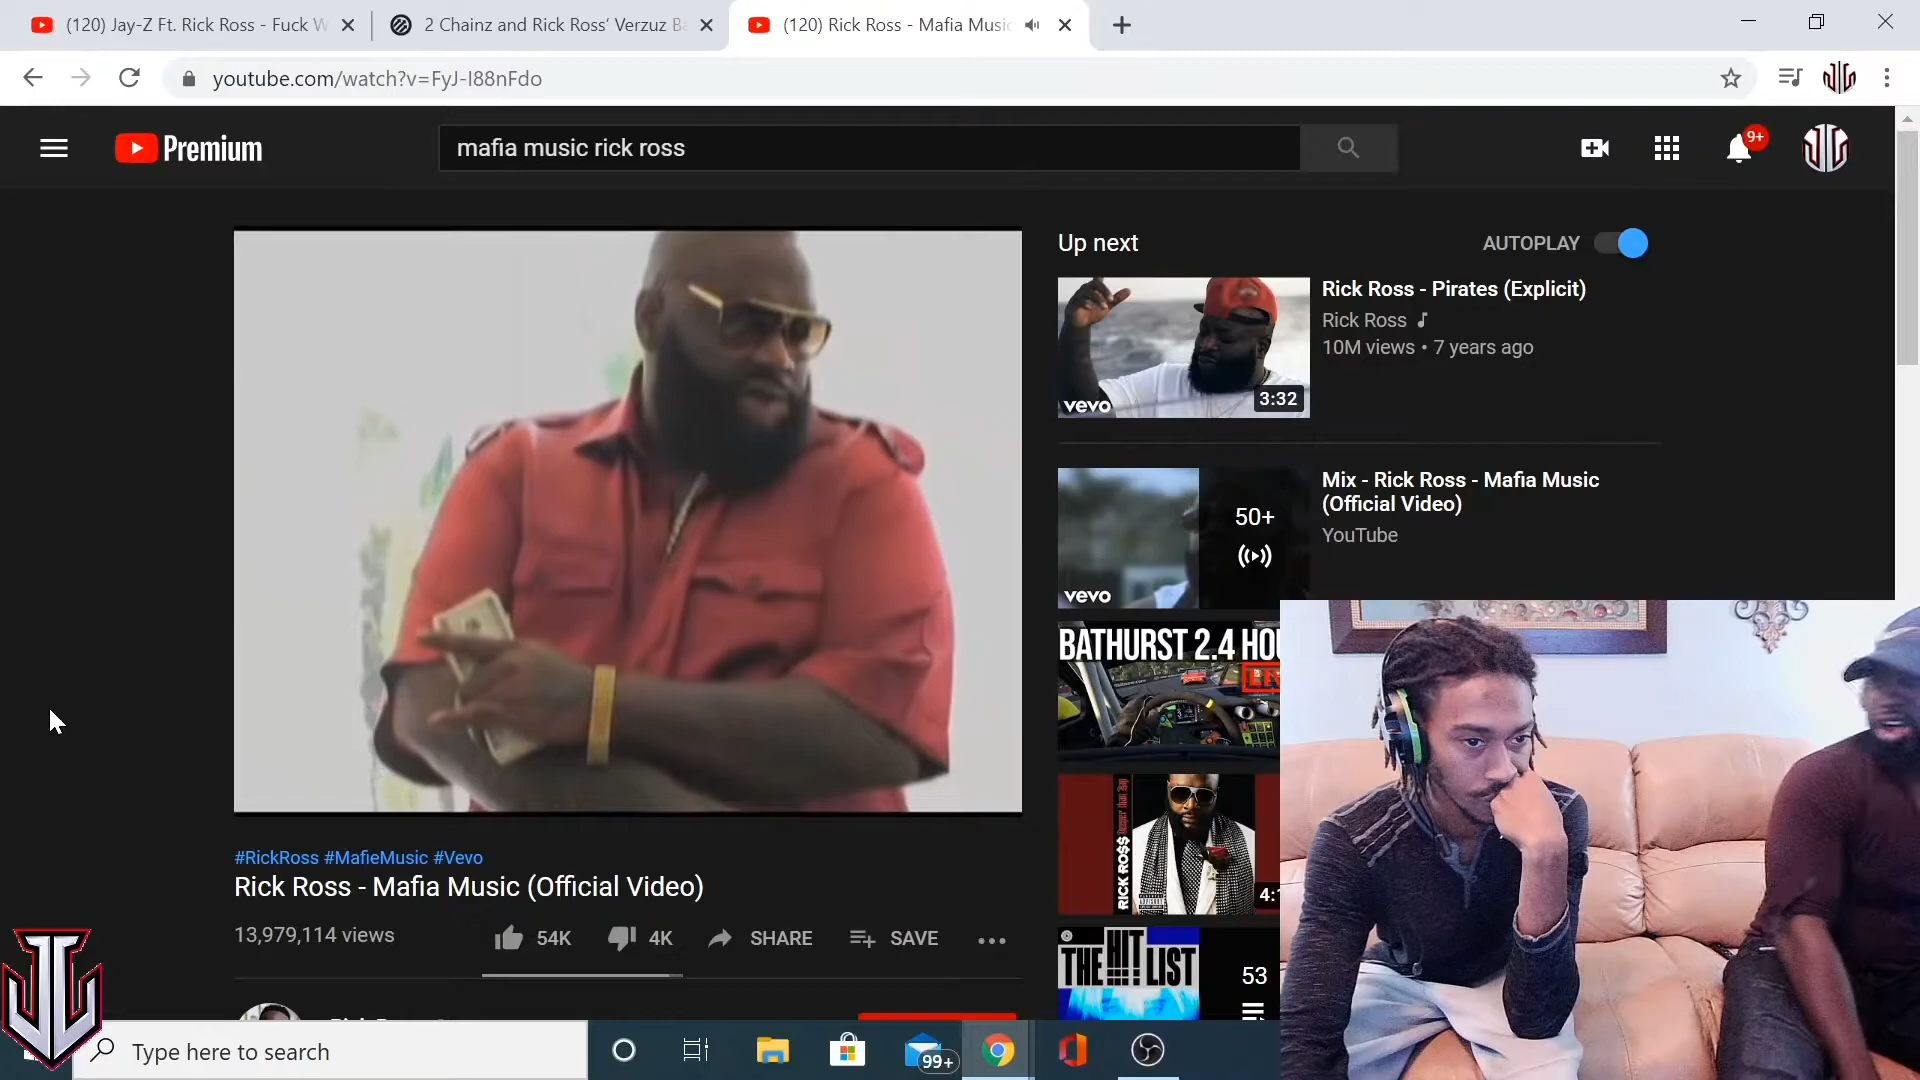 (120) Jay-Z Ft. Rick Ross - Fuck W
2 Chainz and Rick Ross' Verzuz Ba
(120) Rick Ross - Mafia Music
youtube.com/watch?v=FyJ-I88nFdo
Premium
mafia music rick ross
9+
Up next
AUTOPLAY
Rick Ross - Pirates (Explicit)
Rick Ross
10M views • 7 years ago
vevo
3:32
Mix - Rick Ross - Mafia Music
(Official Video)
YouTube
50+
vevo
BATHURST 2.4 HOU
RICK RO$$
THE HIT LIST
53
#RickRoss #MafieMusic #Vevo
Rick Ross - Mafia Music (Official Video)
13,979,114 views
54K
4K
SHARE
SAVE
Type here to search
99+